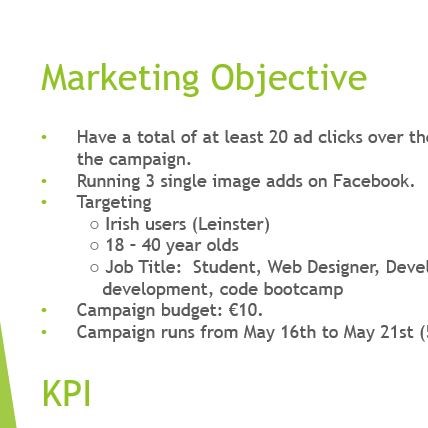 Marketing Objective
• Have a total of at least 20 ad clicks over the
the campaign.
• Running 3 single image adds on Facebook.
• Targeting
○ Irish users (Leinster)
○ 18 – 40 year olds
○ Job Title: Student, Web Designer, Devel
development, code bootcamp
• Campaign budget: €10.
• Campaign runs from May 16th to May 21st (
KPI